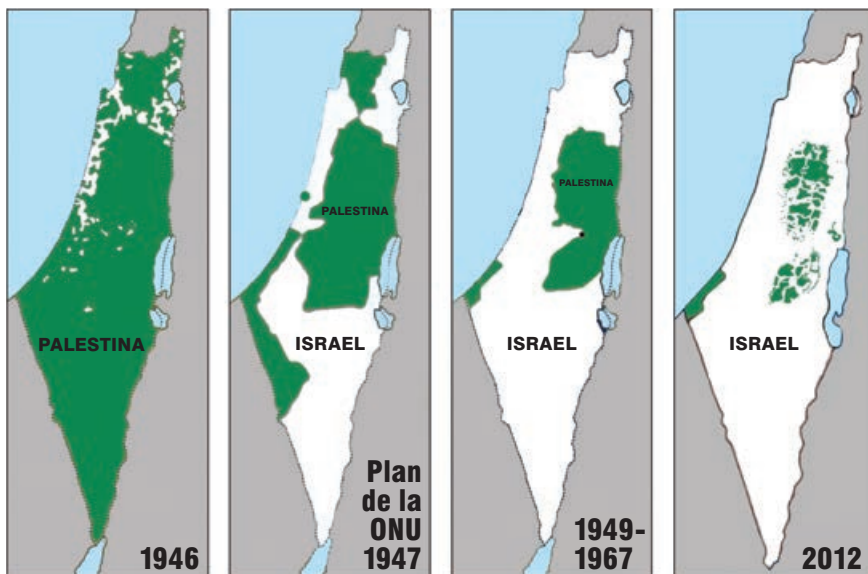 PALESTINA
1946
PALESTINA
ISRAEL
Plan
de la
ONU
1947
PALESTINA
ISRAEL
1949-
1967
ISRAEL
2012